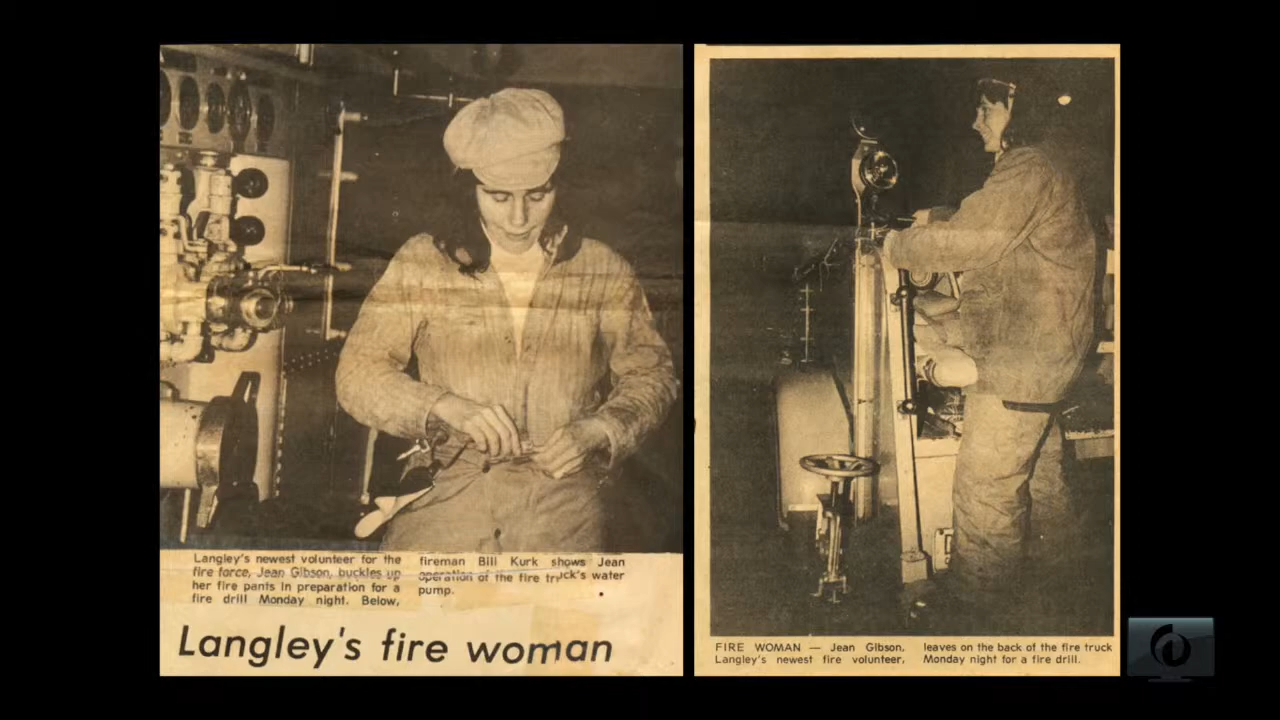 Langley's newest volunteer for the
fire force, Jean Gibson, buckles up
her fire pants in preparation for a
fire drill Monday night. Below,
fireman Bill Kurk shows Jean
operation of the fire truck's water
pump.
Langley's fire woman
FIRE WOMAN — Jean Gibson,
Langley's newest fire volunteer,
leaves on the back of the fire truck
Monday night for a fire drill.